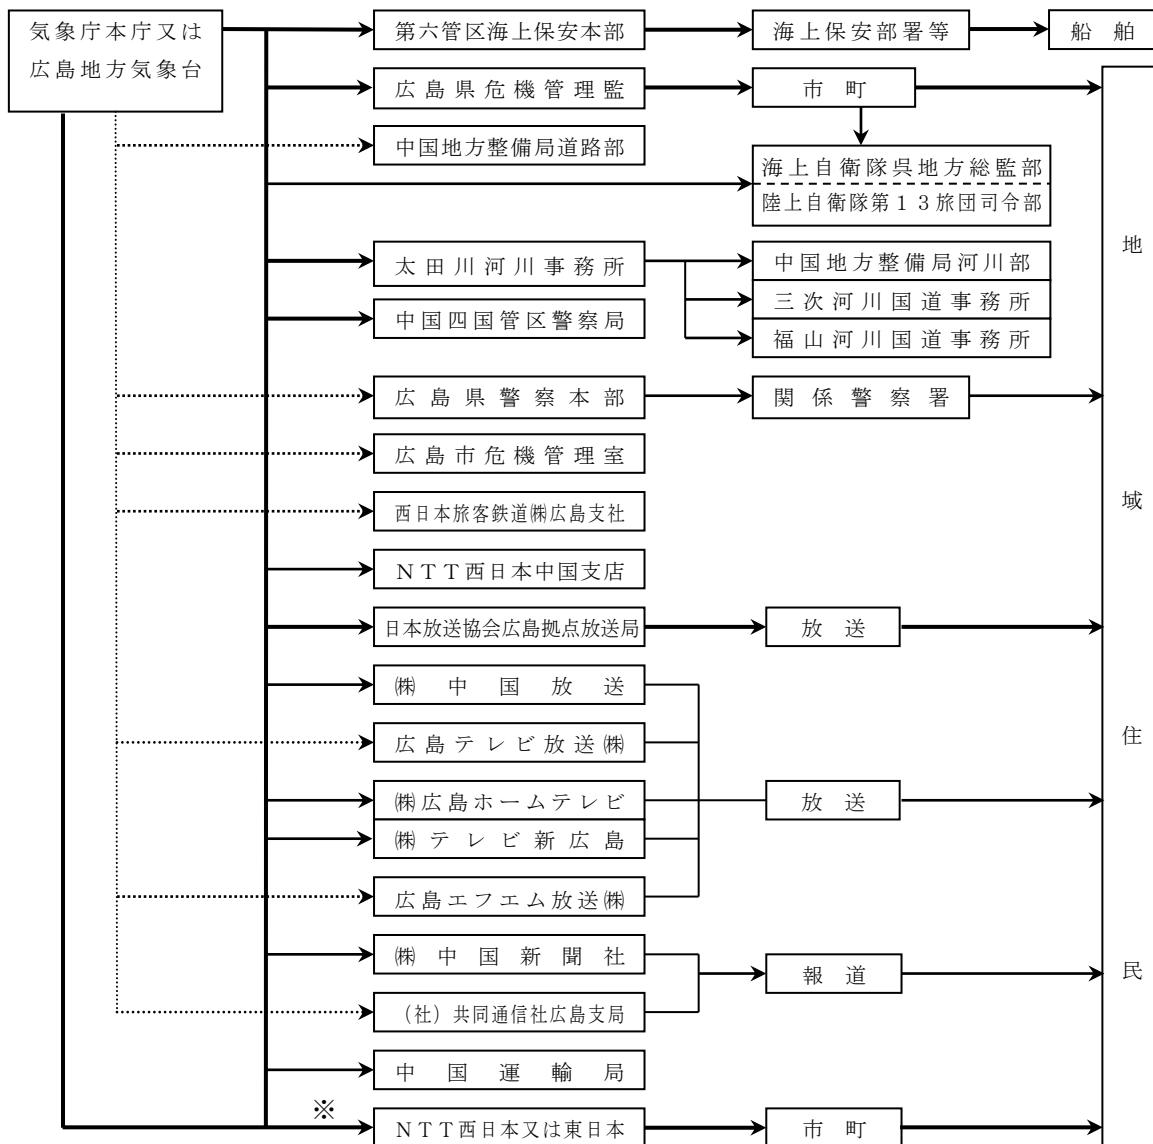 気象庁本庁又は
広島地方気象台
第六管区海上保安本部
海上保安部署等
船舶
広島県危機管理監
市町
中国地方整備局道路部
海上自衛隊呉地方総監部
陸上自衛隊第１３旅団司令部
太田川河川事務所
中国地方整備局河川部
三次河川国道事務所
中国四国管区警察局
福山河川国道事務所
広島県警察本部
関係警察署
広島市危機管理室
西日本旅客鉄道㈱広島支社
ＮＴＴ西日本中国支店
日本放送協会広島拠点放送局
放送
㈱中国放送
広島テレビ放送㈱
㈱広島ホームテレビ
放送
㈱テレビ新広島
広島エフエム放送㈱
㈱中国新聞社
報道
（社）共同通信社広島支局
中国運輸局
※
ＮＴＴ西日本又は東日本
市町
地域住民